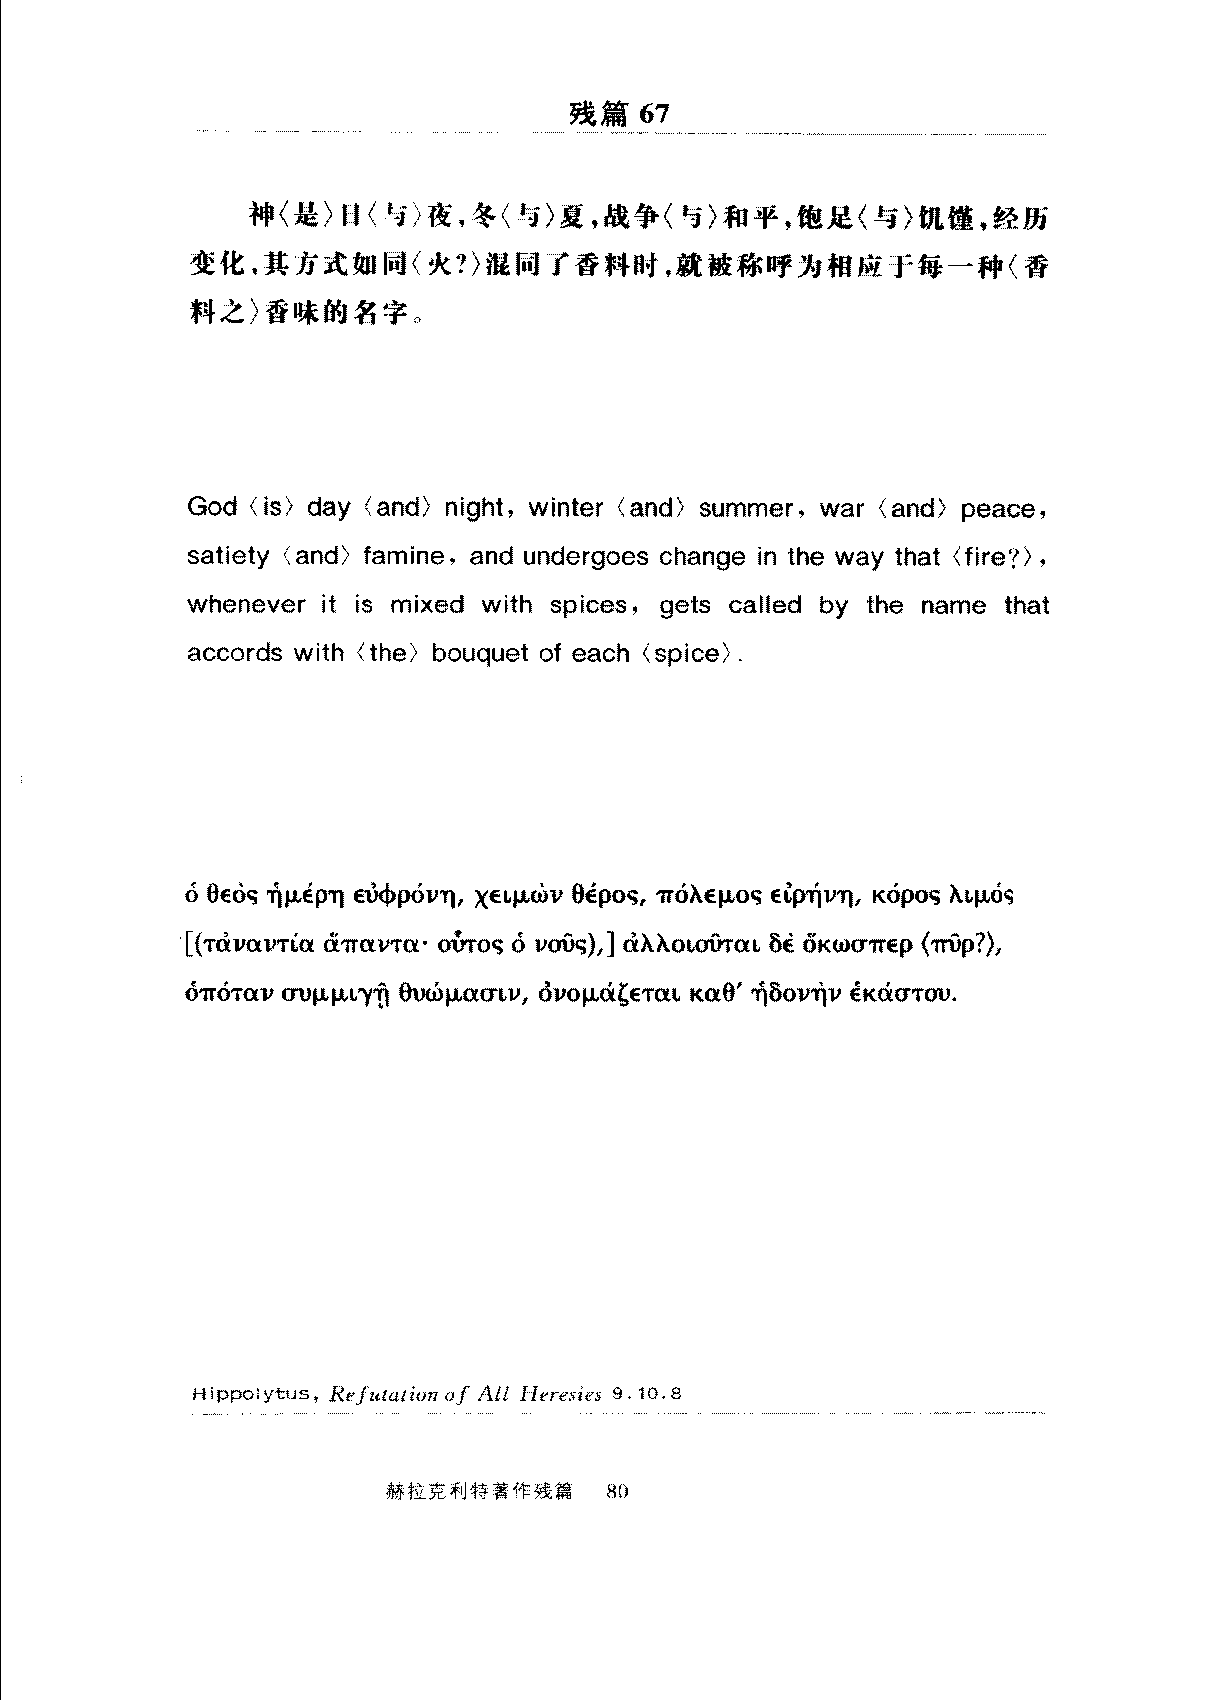 残篇 67
神〈是〉日〈与〉夜,冬〈与〉夏,战争〈与〉和平,饱足〈与〉饥馑,经历
变化,其方式如同〈火?〉混同了香料时,就被称呼为相应于每一种〈香
料之〉香味的名字。
God 〈is〉 day 〈and〉 night, winter 〈and〉 summer, war 〈and〉 peace,
satiety 〈and〉 famine, and undergoes change in the way that 〈fire?〉,
whenever it is mixed with spices, gets called by the name that
accords with 〈the〉 bouquet of each 〈spice〉.
ὁ θεὸς ἡμέρη εὐφρόνη, χειμὼν θέρος, πόλεμος εἰρήνη, κόρος λιμός
[(τἀναντία ἅπαντα· οὗτος ὁ νοῦς),] ἀλλοιοῦται δὲ ὅκωσπερ 〈πῦρ?〉,
ὁπόταν συμμιγῇ θυώμασιν, ὀνομάζεται καθ’ ἡδονὴν ἑκάστου.
Hippolytus, Refutation of All Heresies 9.10.8
赫拉克利特著作残篇 80